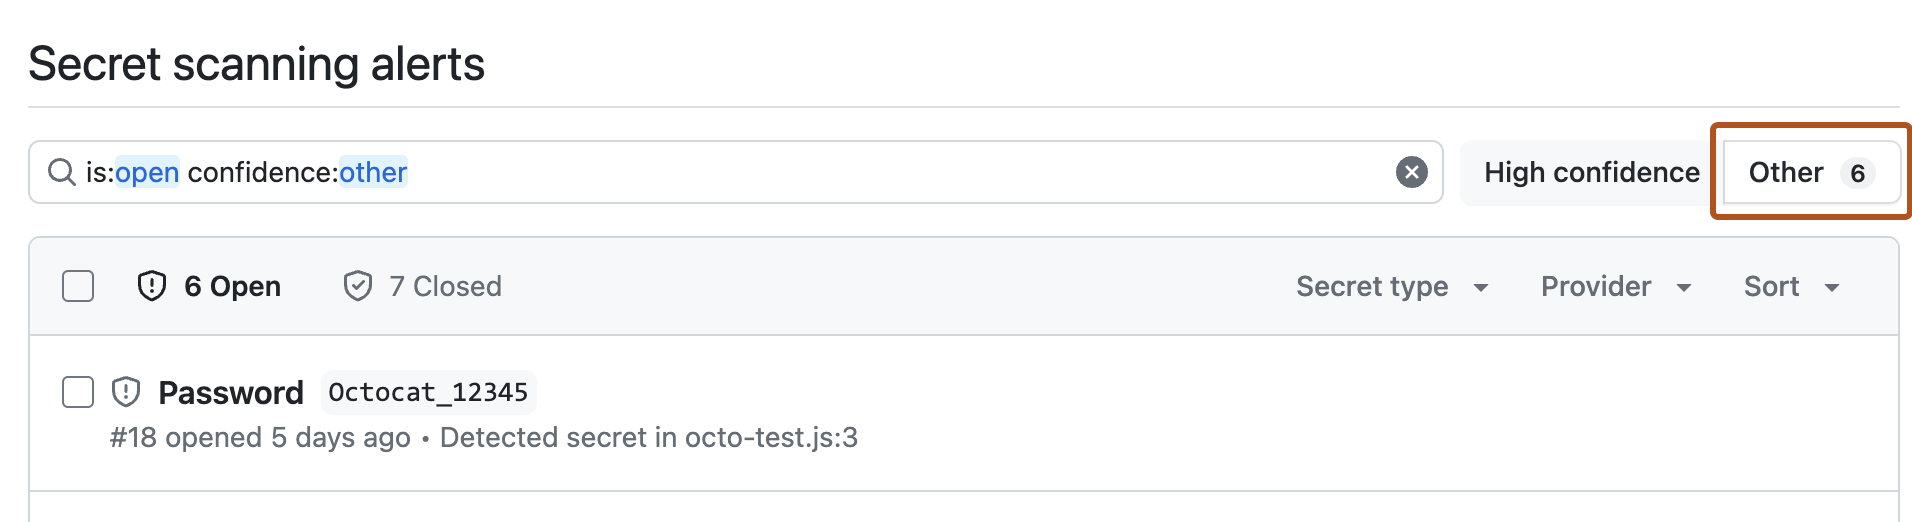 Secret scanning alerts
is:open confidence:other
High confidence
Other 6
6 Open 7 Closed Secret type Provider Sort
Password Octocat_12345
#18 opened 5 days ago • Detected secret in octo-test.js:3